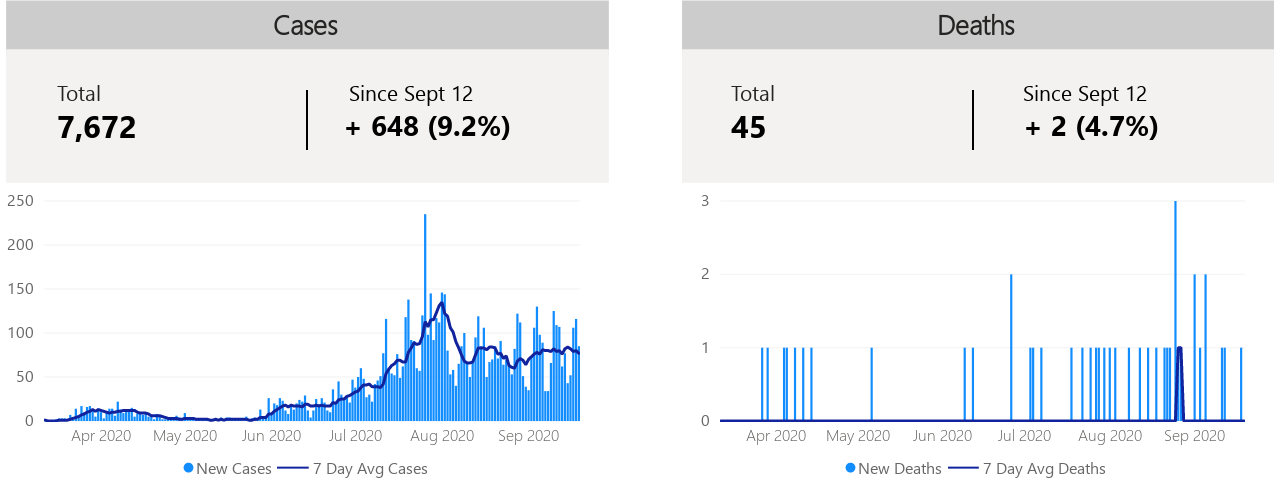 Cases
Total
7,672
Since Sept 12
+ 648 (9.2%)
250
200
150
100
50
0
Apr 2020 May 2020 Jun 2020 Jul 2020 Aug 2020 Sep 2020
New Cases 7 Day Avg Cases
Deaths
Total
45
Since Sept 12
+ 2 (4.7%)
3
2
1
0
Apr 2020 May 2020 Jun 2020 Jul 2020 Aug 2020 Sep 2020
New Deaths 7 Day Avg Deaths